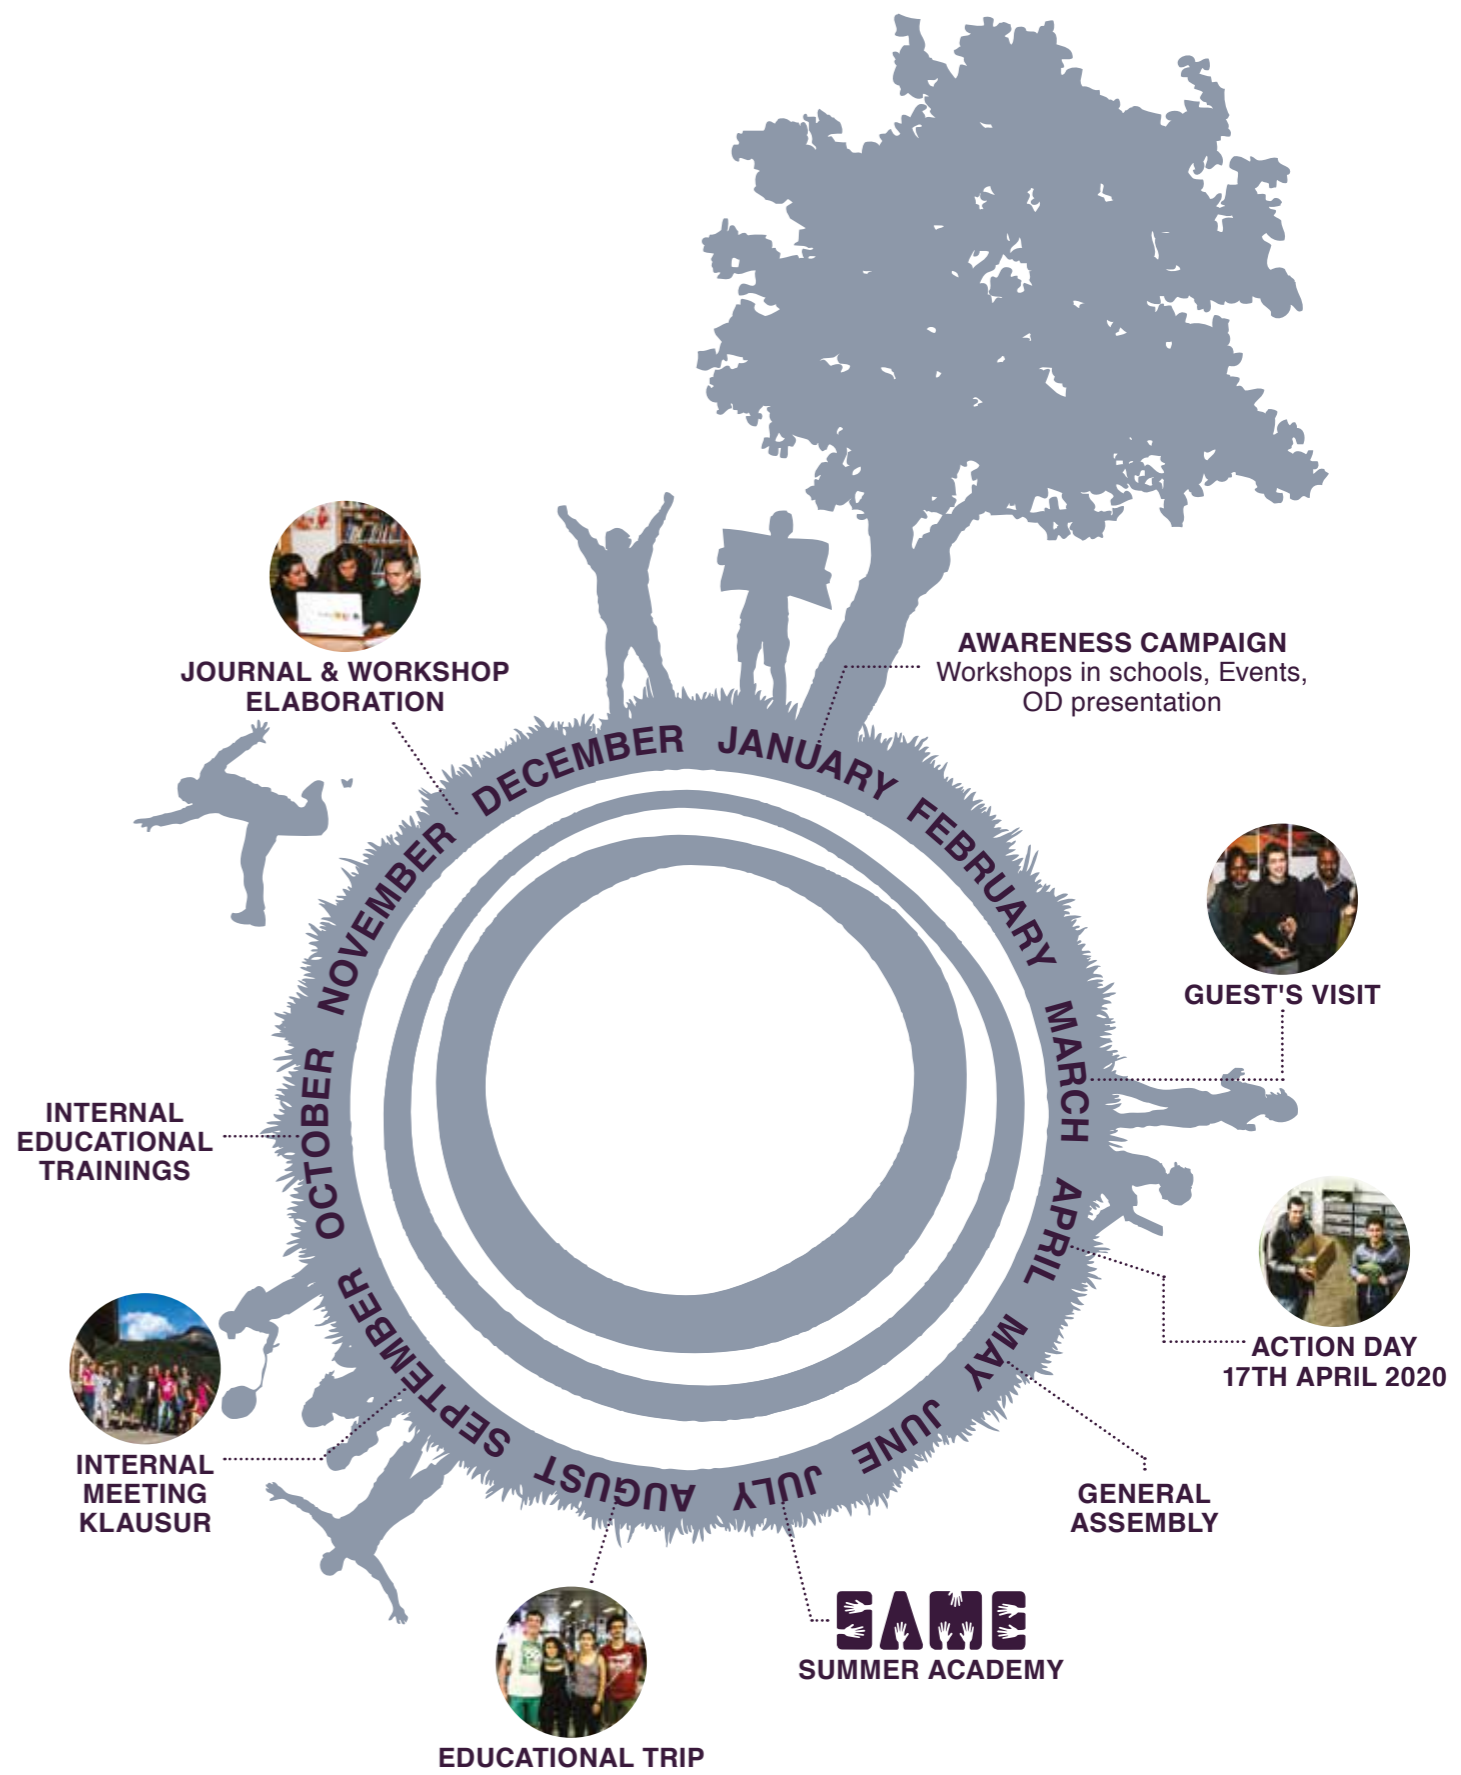 JOURNAL & WORKSHOP
ELABORATION
AWARENESS CAMPAIGN
Workshops in schools, Events,
OD presentation
DECEMBER
JANUARY
FEBRUARY
NOVEMBER
GUEST'S VISIT
MARCH
OCTOBER
INTERNAL
EDUCATIONAL
TRAININGS
APRIL
ACTION DAY
17TH APRIL 2020
SEPTEMBER
MAY
JUNE
INTERNAL
MEETING
KLAUSUR
AUGUST
JULY
GENERAL
ASSEMBLY
SAME
SUMMER ACADEMY
EDUCATIONAL TRIP